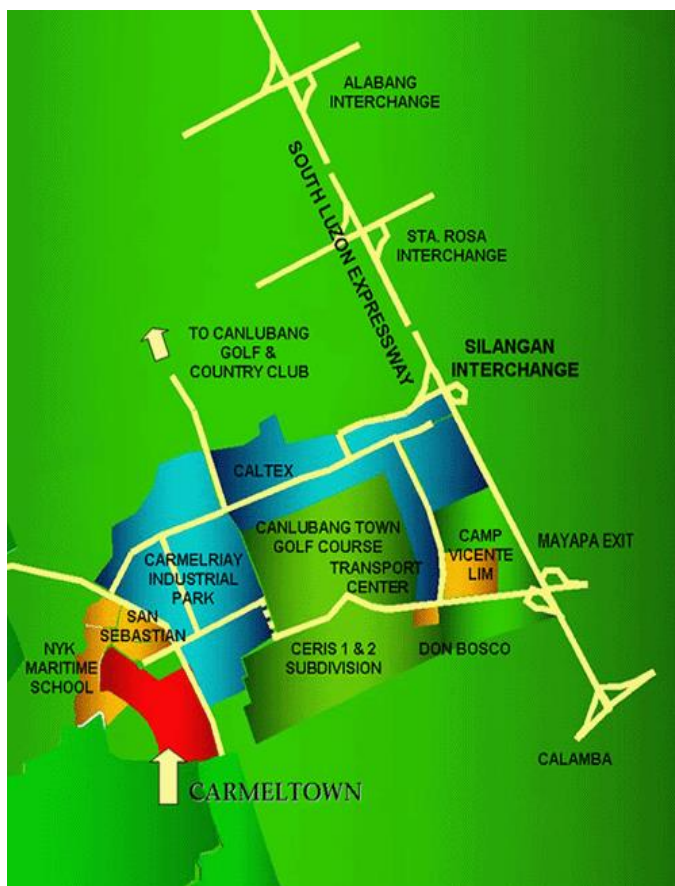 ALABANG
INTERCHANGE
SOUTH LUZON EXPRESSWAY
STA. ROSA
INTERCHANGE
TO CANLUBANG
GOLF &
COUNTRY CLUB
SILANGAN
INTERCHANGE
CALTEX
CANLUBANG TOWN
GOLF COURSE
TRANSPORT
CENTER
CAMP
VICENTE
LIM
MAYAPA EXIT
CARMELRIAY
INDUSTRIAL
PARK
SAN
SEBASTIAN
NYK
MARITIME
SCHOOL
CERIS 1 & 2
SUBDIVISION
DON BOSCO
CALAMBA
CARMELTOWN